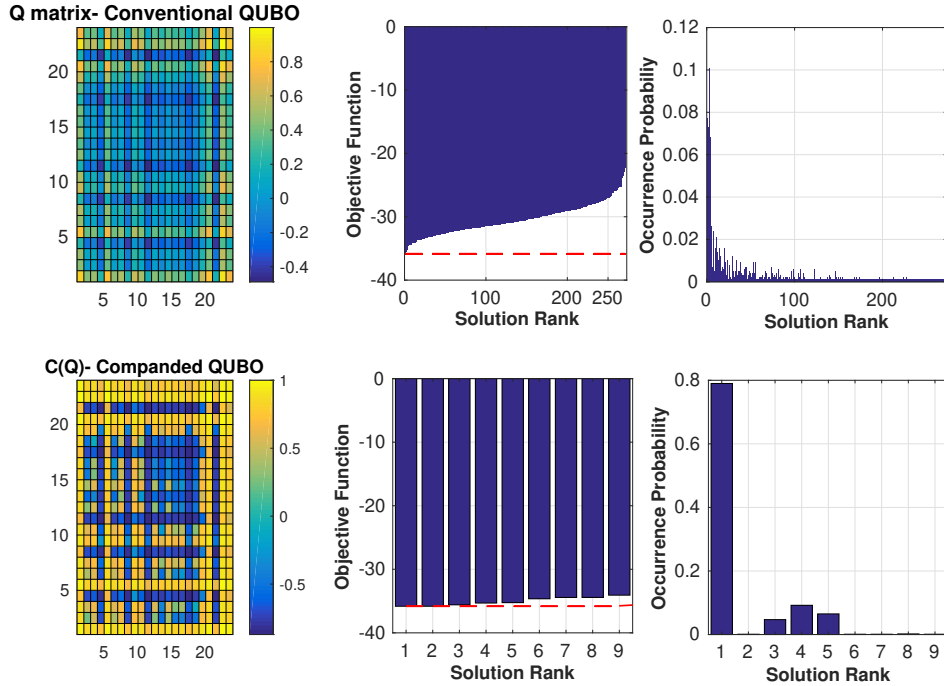 Q matrix- Conventional QUBO
20
15
10
5
5 10 15 20
0.8
0.6
0.4
0.2
0
-0.2
-0.4
Objective Function
0
-10
-20
-30
-40
0 100 200 250
Solution Rank
Occurrence Probabiliy
0.12
0.1
0.08
0.06
0.04
0.02
0
0 100 200
Solution Rank
C(Q)- Companded QUBO
20
15
10
5
5 10 15 20
1
0.5
0
-0.5
Objective Function
0
-10
-20
-30
-40
1 2 3 4 5 6 7 8 9
Solution Rank
Occurrence Probability
0.8
0.6
0.4
0.2
0
1 2 3 4 5 6 7 8 9
Solution Rank